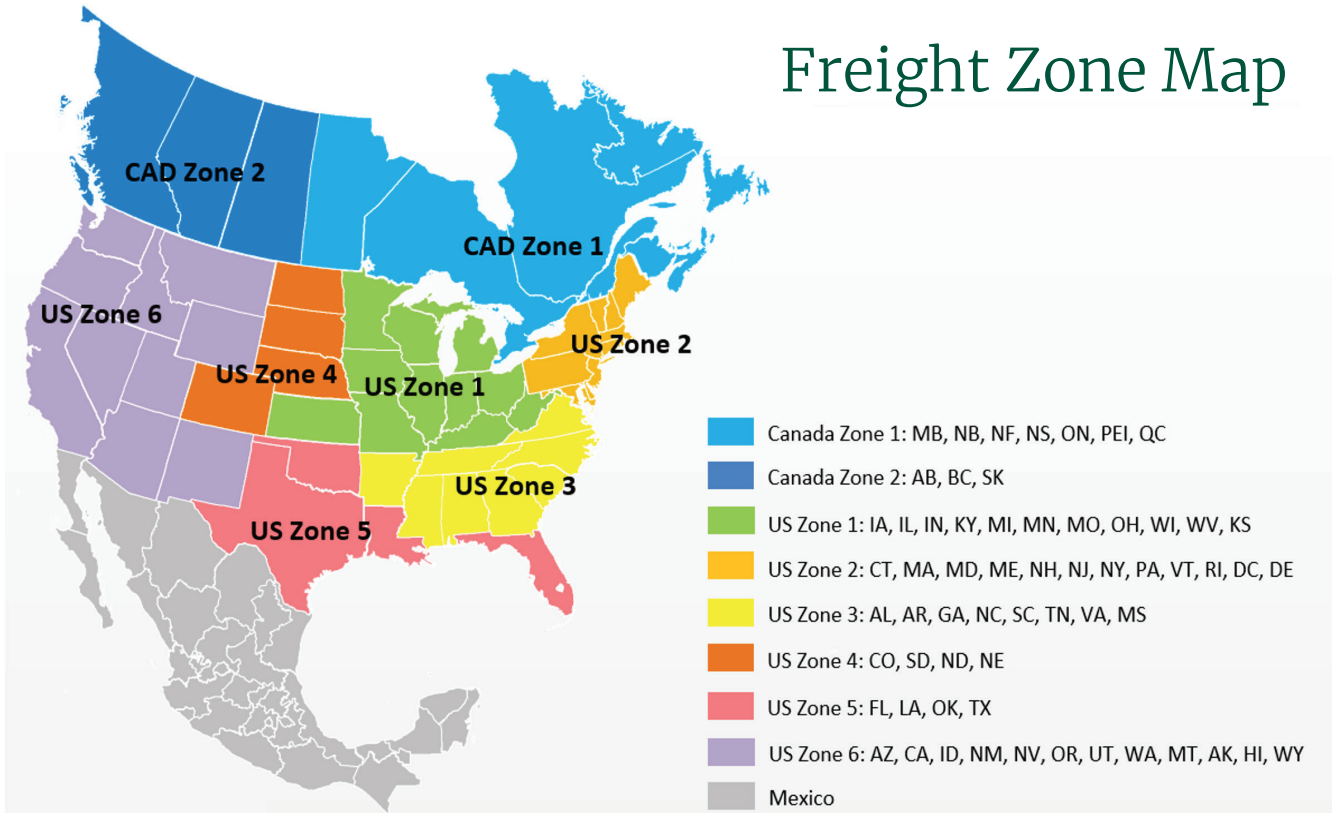 Freight Zone Map
CAD Zone 2
CAD Zone 1
US Zone 6
US Zone 2
US Zone 4
US Zone 1
US Zone 3
US Zone 5
Canada Zone 1: MB, NB, NF, NS, ON, PEI, QC
Canada Zone 2: AB, BC, SK
US Zone 1: IA, IL, IN, KY, MI, MN, MO, OH, WI, WV, KS
US Zone 2: CT, MA, MD, ME, NH, NJ, NY, PA, VT, RI, DC, DE
US Zone 3: AL, AR, GA, NC, SC, TN, VA, MS
US Zone 4: CO, SD, ND, NE
US Zone 5: FL, LA, OK, TX
US Zone 6: AZ, CA, ID, NM, NV, OR, UT, WA, MT, AK, HI, WY
Mexico